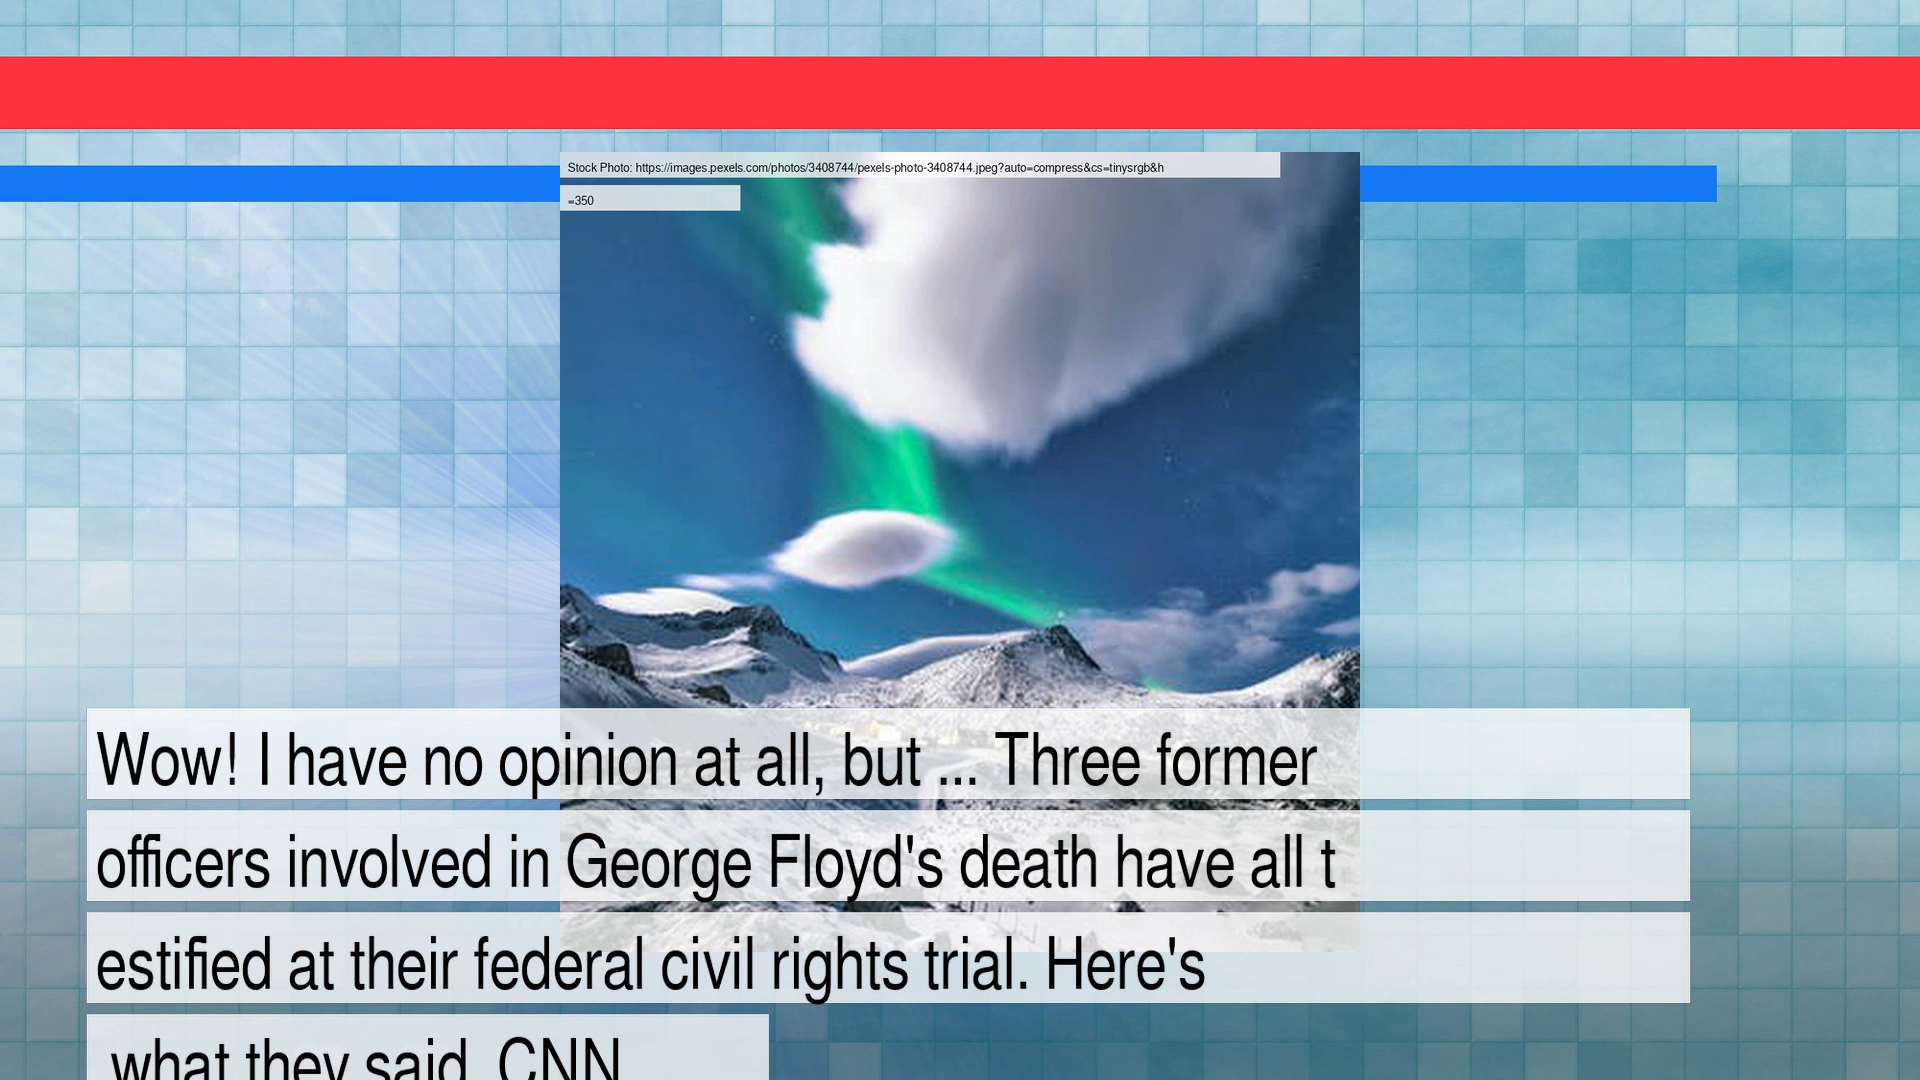 Stock Photo: https://images.pexels.com/photos/3408744/pexels-photo-3408744.jpeg?auto=compress&cs=tinysrgb&h
=350
Wow! I have no opinion at all, but ... Three former
officers involved in George Floyd's death have all t
estified at their federal civil rights trial. Here's
what they said  CNN